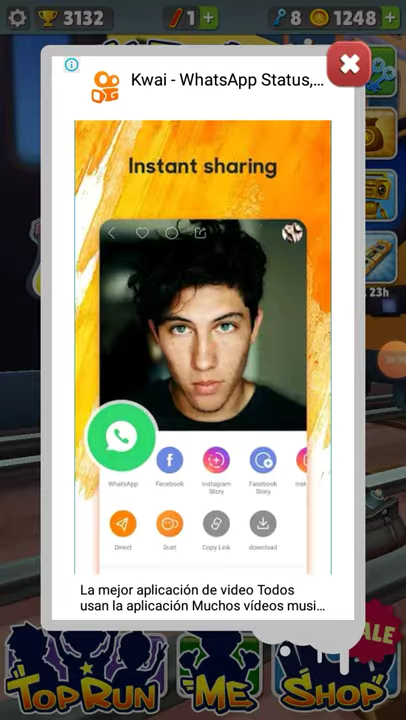 3132
1 +
8
1248 +
Kwai - WhatsApp Status,...
Instant sharing
23h
WhatsApp
Facebook
Instagram
Story
Facebook
Story
Direct
Duet
Copy Link
download
La mejor aplicación de video Todos
usan la aplicación Muchos vídeos musi...
ALE
TOP RUN
ME
SHOP